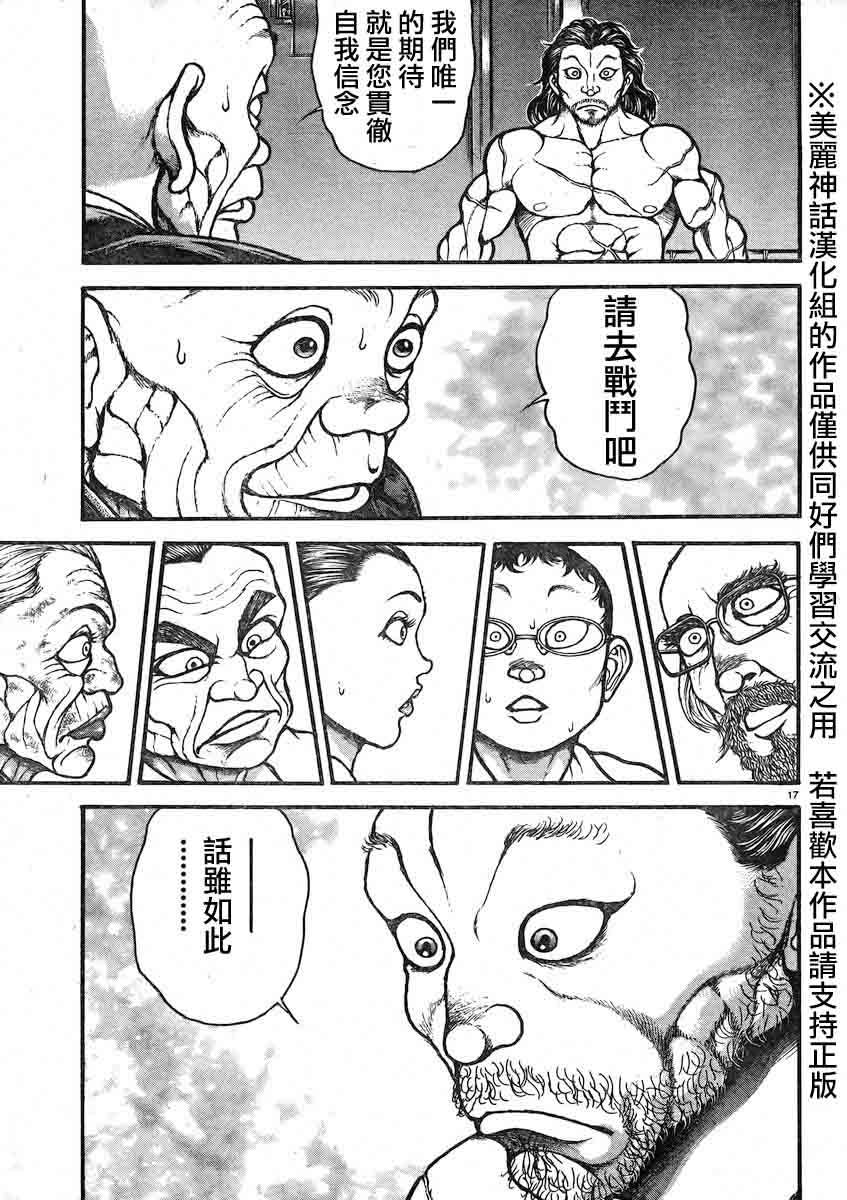 我們唯一
的期待
就是您貫徹
自我信念
請去戰鬥吧
17
——
話雖如此
………
※美麗神話漢化組的作品僅供同好們學習交流之用　若喜歡本作品請支持正版